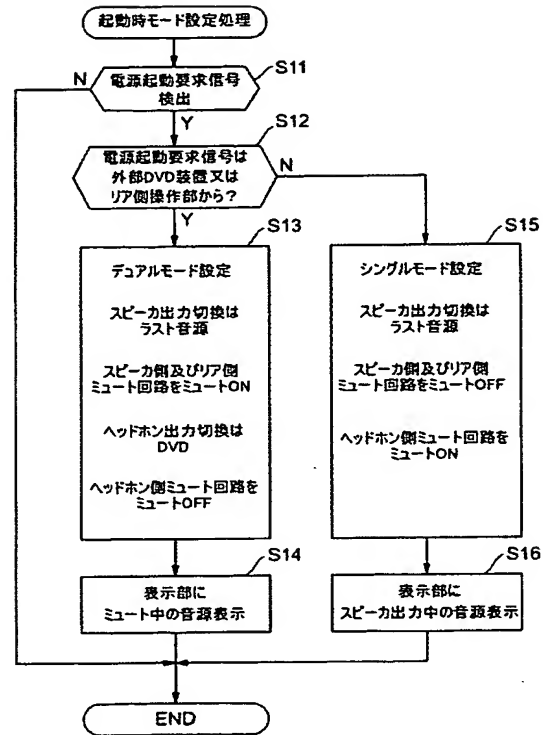 起動時モード設定処理
S11
N
電源起動要求信号
検出
Y
S12
電源起動要求信号は
外部DVD装置又は
リア側操作部から？
N
Y
S13
デュアルモード設定
スピーカ出力切換は
ラスト音源
スピーカ側及びリア側
ミュート回路をミュートON
ヘッドホン出力切換は
DVD
ヘッドホン側ミュート回路を
ミュートOFF
S15
シングルモード設定
スピーカ出力切換は
ラスト音源
スピーカ側及びリア側
ミュート回路をミュートOFF
ヘッドホン側ミュート回路を
ミュートON
S14
表示部に
ミュート中の音源表示
S16
表示部に
スピーカ出力中の音源表示
END